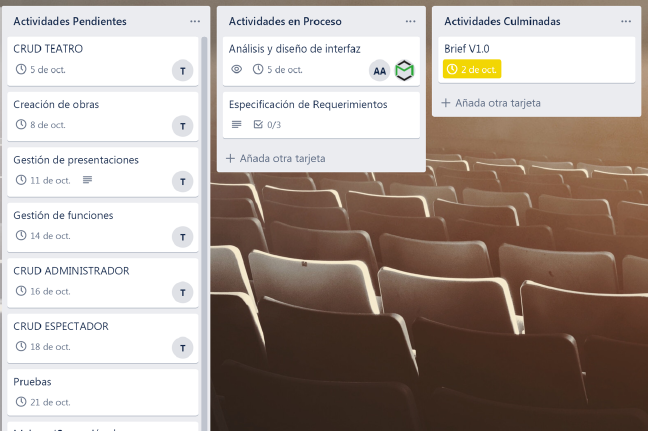 Actividades Pendientes
CRUD TEATRO
5 de oct.
T
Creación de obras
8 de oct.
T
Gestión de presentaciones
11 de oct.
T
Gestión de funciones
14 de oct.
T
CRUD ADMINISTRADOR
16 de oct.
T
CRUD ESPECTADOR
18 de oct.
T
Pruebas
21 de oct.
Actividades en Proceso
Análisis y diseño de interfaz
5 de oct.
AA
Especificación de Requerimientos
0/3
+ Añada otra tarjeta
Actividades Culminadas
Brief V1.0
2 de oct.
+ Añada otra tarjeta